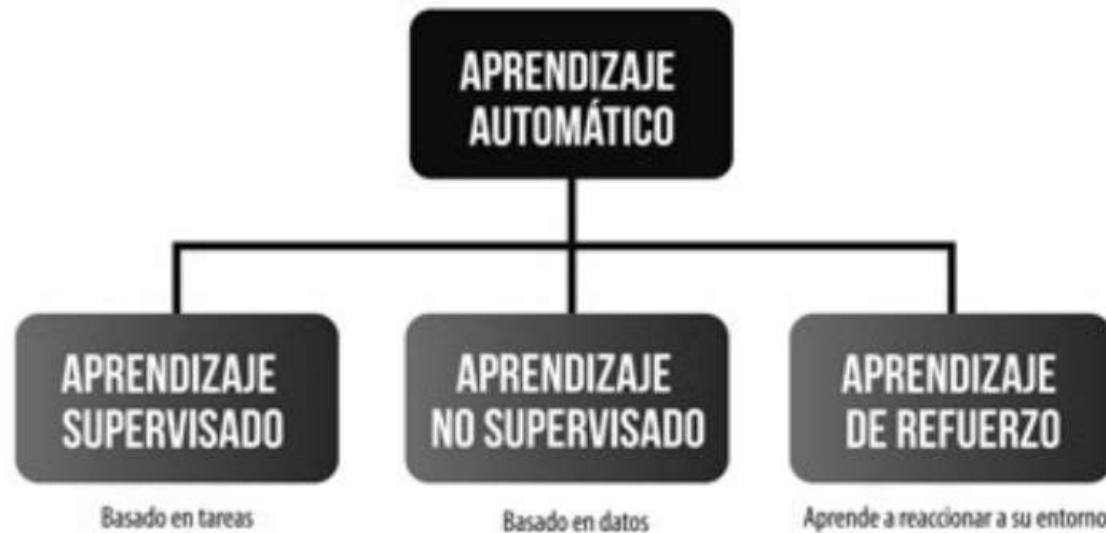 APRENDIZAJE
AUTOMÁTICO
APRENDIZAJE
SUPERVISADO
APRENDIZAJE
NO SUPERVISADO
APRENDIZAJE
DE REFUERZO
Basado en tareas
Basado en datos
Aprende a reaccionar a su entorno